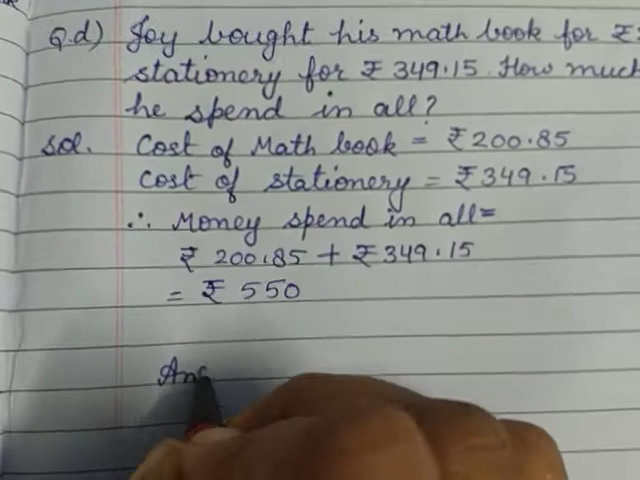 Q.d) Joy bought his math book for ₹
stationery for ₹ 349.15. How much
he spend in all?
Sol. Cost of Math book = ₹200.85
Cost of stationery = ₹349.15
∴ Money spend in all=
₹ 200.85 + ₹349.15
= ₹ 550
Ans